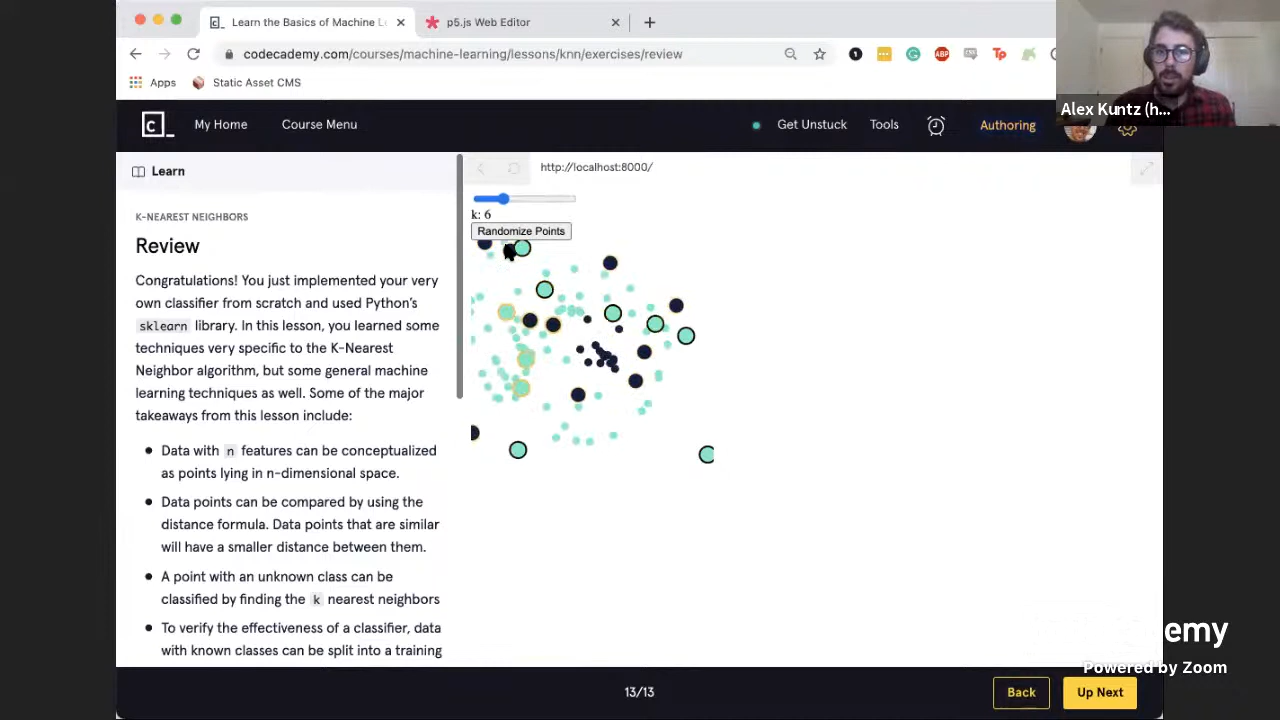 Learn the Basics of Machine Le
p5.js Web Editor
codecademy.com/courses/machine-learning/lessons/knn/exercises/review
ABP
Tp
Apps
Static Asset CMS
Alex Kuntz (h...
c_
My Home
Course Menu
Get Unstuck
Tools
Authoring
Learn
http://localhost:8000/
k: 6
Randomize Points
K-NEAREST NEIGHBORS
Review
Congratulations! You just implemented your very
own classifier from scratch and used Python's
sklearn library. In this lesson, you learned some
techniques very specific to the K-Nearest
Neighbor algorithm, but some general machine
learning techniques as well. Some of the major
takeaways from this lesson include:
Data with n features can be conceptualized
as points lying in n-dimensional space.
Data points can be compared by using the
distance formula. Data points that are similar
will have a smaller distance between them.
A point with an unknown class can be
classified by finding the k nearest neighbors
To verify the effectiveness of a classifier, data
with known classes can be split into a training
emy
Powered by Zoom
13/13
Back
Up Next